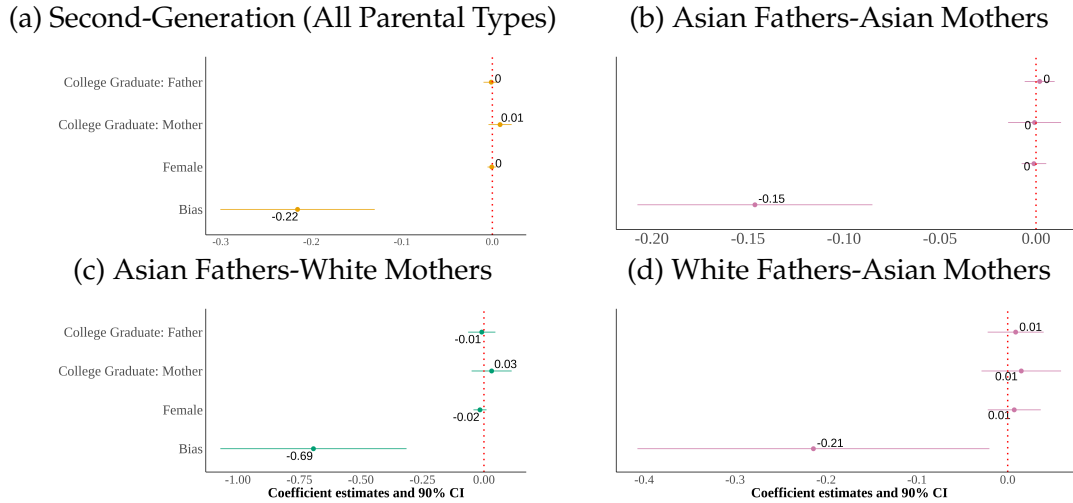 (a) Second-Generation (All Parental Types)
College Graduate: Father
0
College Graduate: Mother
0.01
Female
0
Bias
-0.22
-0.3 -0.2 -0.1 0.0
(b) Asian Fathers-Asian Mothers
0
0
0
-0.15
-0.20 -0.15 -0.10 -0.05 0.00
(c) Asian Fathers-White Mothers
College Graduate: Father
-0.01
College Graduate: Mother
0.03
Female
-0.02
Bias
-0.69
-1.00 -0.75 -0.50 -0.25 0.00
Coefficient estimates and 90% CI
(d) White Fathers-Asian Mothers
0.01
0.01
0.01
-0.21
-0.4 -0.3 -0.2 -0.1 0.0
Coefficient estimates and 90% CI